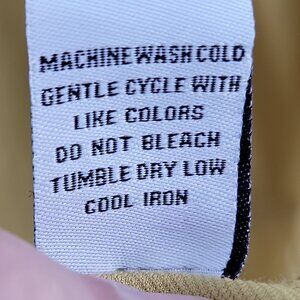 MACHINE WASH COLD
GENTLE CYCLE WITH
LIKE COLORS
DO NOT BLEACH
TUMBLE DRY LOW
COOL IRON